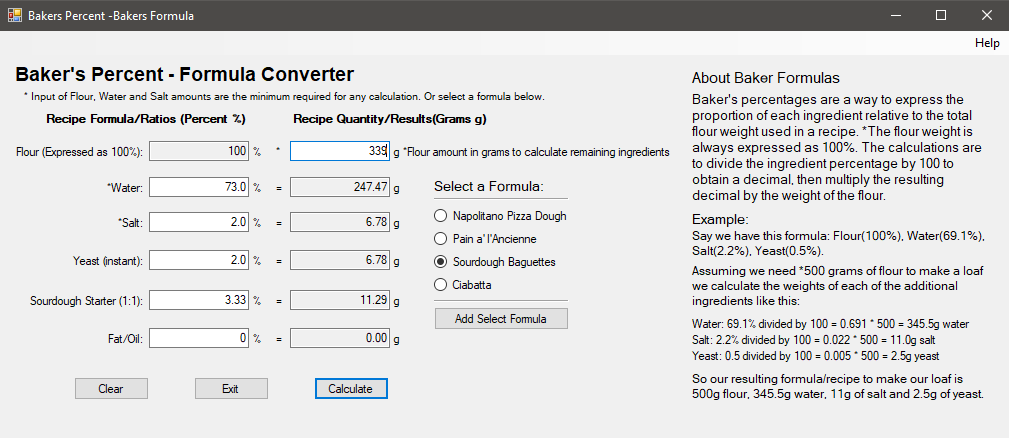 Bakers Percent -Bakers Formula
Help
Baker's Percent - Formula Converter
* Input of Flour, Water and Salt amounts are the minimum required for any calculation. Or select a formula below.
Recipe Formula/Ratios (Percent %) Recipe Quantity/Results(Grams g)
Flour (Expressed as 100%): 100 % * 339 g *Flour amount in grams to calculate remaining ingredients
*Water: 73.0 % = 247.47 g
*Salt: 2.0 % = 6.78 g
Yeast (instant): 2.0 % = 6.78 g
Sourdough Starter (1:1): 3.33 % = 11.29 g
Fat/Oil: 0 % = 0.00 g
Select a Formula:
Napolitano Pizza Dough
Pain a' l'Ancienne
Sourdough Baguettes
Ciabatta
Add Select Formula
Clear Exit Calculate
About Baker Formulas
Baker's percentages are a way to express the
proportion of each ingredient relative to the total
flour weight used in a recipe. *The flour weight is
always expressed as 100%. The calculations are
to divide the ingredient percentage by 100 to
obtain a decimal, then multiply the resulting
decimal by the weight of the flour.
Example:
Say we have this formula: Flour(100%), Water(69.1%),
Salt(2.2%), Yeast(0.5%).
Assuming we need *500 grams of flour to make a loaf
we calculate the weights of each of the additional
ingredients like this:
Water: 69.1% divided by 100 = 0.691 * 500 = 345.5g water
Salt: 2.2% divided by 100 = 0.022 * 500 = 11.0g salt
Yeast: 0.5 divided by 100 = 0.005 * 500 = 2.5g yeast
So our resulting formula/recipe to make our loaf is
500g flour, 345.5g water, 11g of salt and 2.5g of yeast.